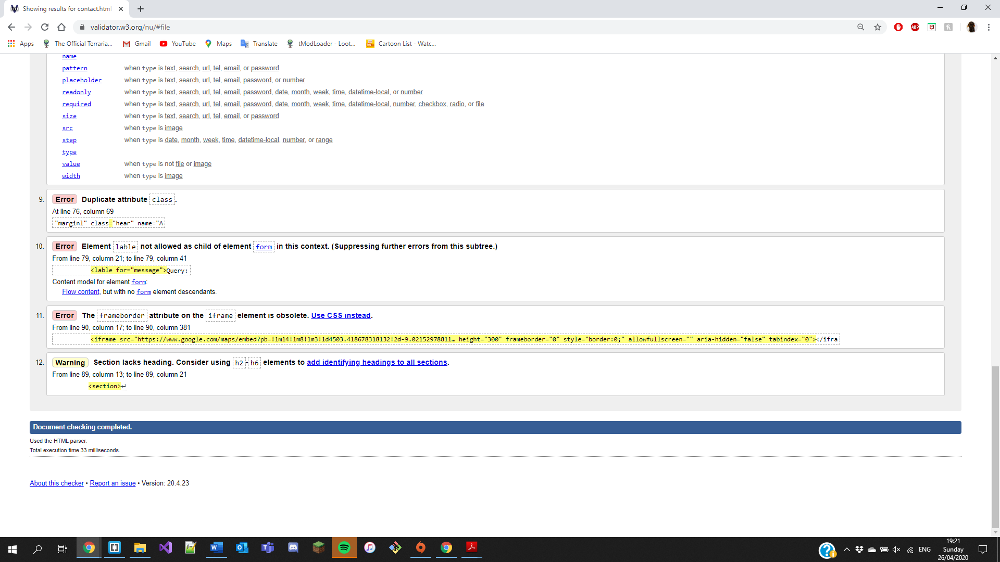 Showing results for contact.html
validator.w3.org/nu/#file
ABP
Apps
The Official Terraria...
Gmail
YouTube
Maps
Translate
tModLoader - Loot...
Cartoon List - Watc...
name
pattern when type is text, search, url, tel, email, or password
placeholder when type is text, search, url, tel, email, password, or number
readonly when type is text, search, url, tel, email, password, date, month, week, time, datetime-local, or number
required when type is text, search, url, tel, email, password, date, month, week, time, datetime-local, number, checkbox, radio, or file
size when type is text, search, url, tel, email, or password
src when type is image
step when type is date, month, week, time, datetime-local, number, or range
type
value when type is not file or image
width when type is image
9. Error Duplicate attribute class.
At line 76, column 69
"marginl" class="hear" name="A
10. Error Element lable not allowed as child of element form in this context. (Suppressing further errors from this subtree.)
From line 79, column 21; to line 79, column 41
<lable for="message">Query:
Content model for element form:
Flow content, but with no form element descendants.
11. Error The frameborder attribute on the iframe element is obsolete. Use CSS instead.
From line 90, column 17; to line 90, column 381
<iframe src="https://www.google.com/maps/embed?pb=!1m14!1m8!1m3!1d4503.418678318132!2d-9.02152978811… height="300" frameborder="0" style="border:0;" allowfullscreen="" aria-hidden="false" tabindex="0"></ifra
12. Warning Section lacks heading. Consider using h2-h6 elements to add identifying headings to all sections.
From line 89, column 13; to line 89, column 21
<section>↩
Document checking completed.
Used the HTML parser.
Total execution time 33 milliseconds.
About this checker • Report an issue • Version: 20.4.23
ENG
19:21
Sunday
26/04/2020